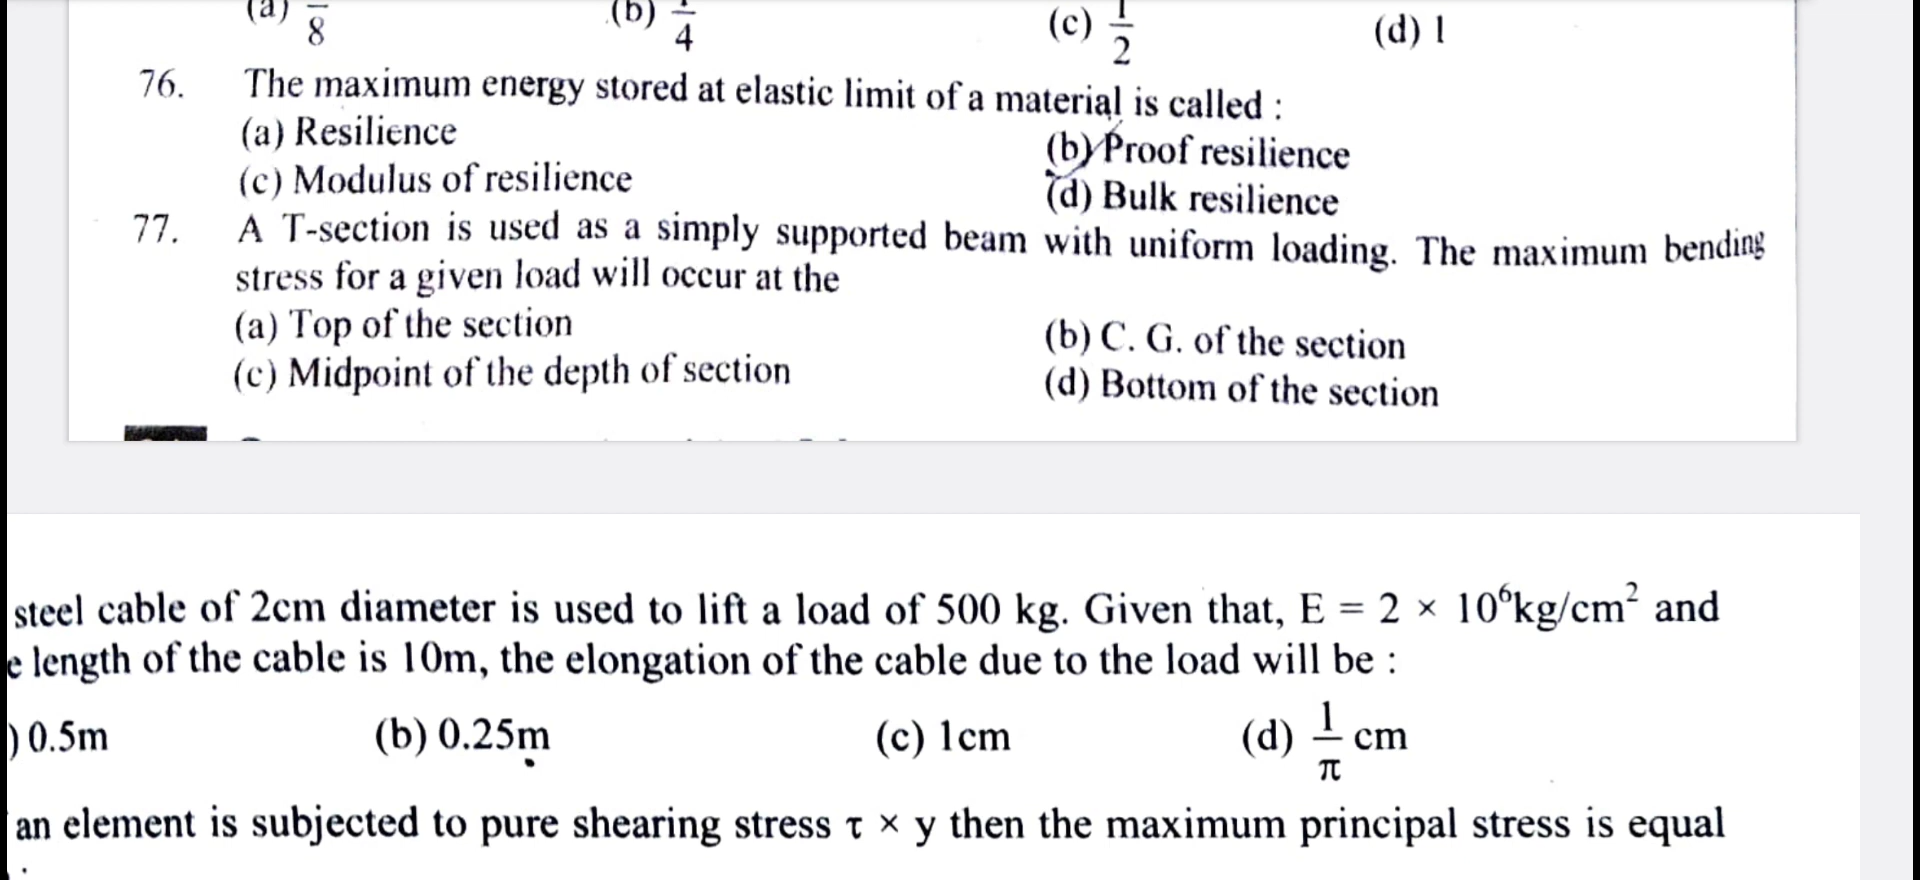 (a) 8 (b) 1/4 (c) 1/2 (d) 1
76. The maximum energy stored at elastic limit of a material is called :
(a) Resilience (b) Proof resilience
(c) Modulus of resilience (d) Bulk resilience
77. A T-section is used as a simply supported beam with uniform loading. The maximum bending
stress for a given load will occur at the
(a) Top of the section (b) C. G. of the section
(c) Midpoint of the depth of section (d) Bottom of the section
steel cable of 2cm diameter is used to lift a load of 500 kg. Given that, E = 2 × 10⁶kg/cm² and
e length of the cable is 10m, the elongation of the cable due to the load will be :
) 0.5m (b) 0.25m (c) 1cm (d) 1/π cm
an element is subjected to pure shearing stress τ × y then the maximum principal stress is equal